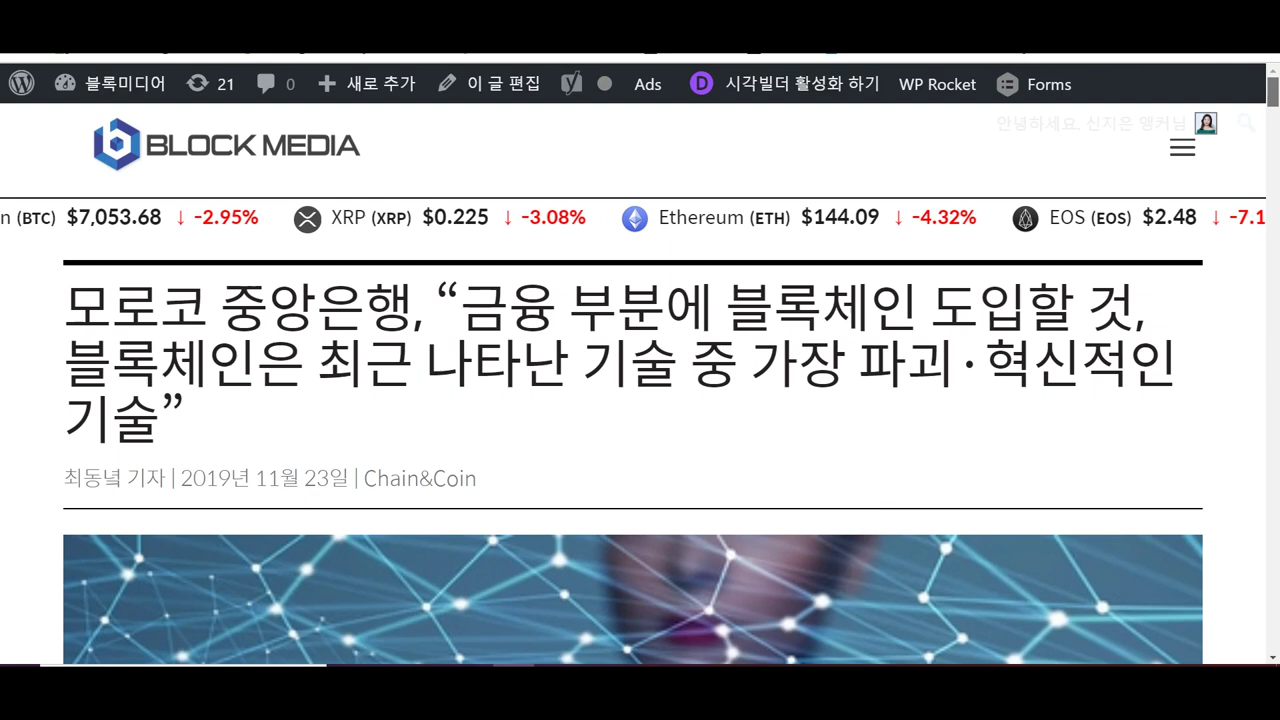 블록미디어 21 0 새로 추가 이 글 편집 Ads 시각빌더 활성화 하기 WP Rocket Forms
안녕하세요. 신지은 앵커님
BLOCK MEDIA
n (BTC) $7,053.68 ↓ -2.95% XRP (XRP) $0.225 ↓ -3.08% Ethereum (ETH) $144.09 ↓ -4.32% EOS (EOS) $2.48 ↓ -7.1
모로코 중앙은행, “금융 부분에 블록체인 도입할 것,
블록체인은 최근 나타난 기술 중 가장 파괴·혁신적인
기술”
최동녘 기자 | 2019년 11월 23일 | Chain&Coin